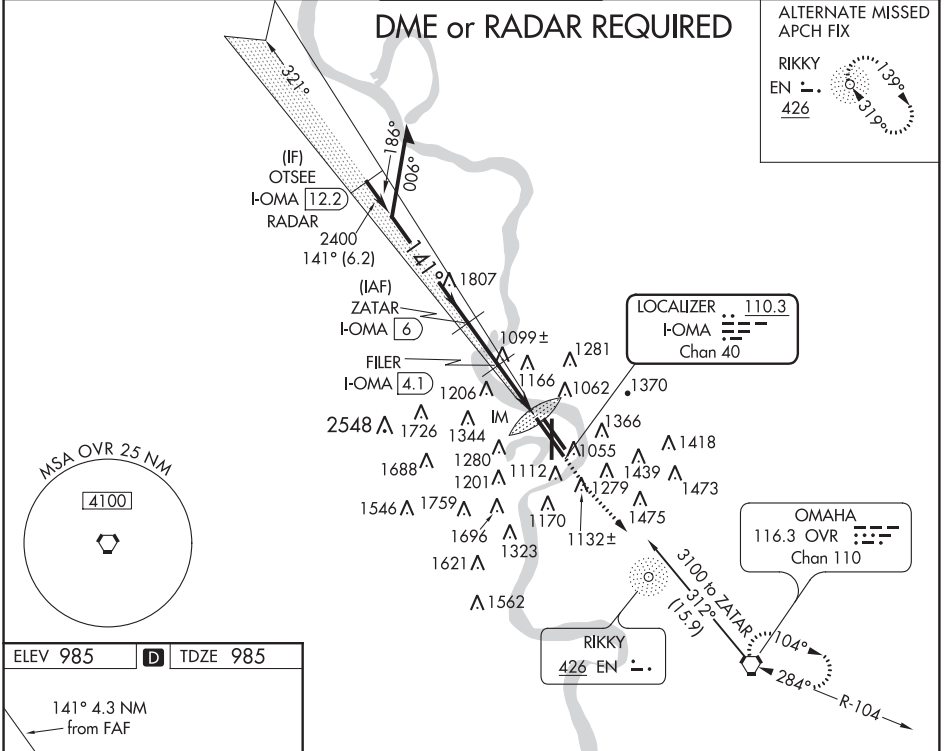 DME or RADAR REQUIRED
ALTERNATE MISSED
APCH FIX
RIKKY
EN
426
139°
319°
321°
186°
006°
(IF)
OTSEE
I-OMA 12.2
RADAR
2400
141° (6.2)
141°
1807
(IAF)
ZATAR
I-OMA 6
FILER
I-OMA 4.1
LOCALIZER 110.3
I-OMA
Chan 40
1099±
1166
1281
1206
1062
1370
IM
2548
1726
1344
1366
1055
1418
1688
1280
1112
1439
1201
1279
1473
1546
1759
1475
1696
1170
1132±
1323
1621
1562
MSA OVR 25 NM
4100
OMAHA
116.3 OVR
Chan 110
3100 to ZATAR
312°
(15.9)
RIKKY
426 EN
104°
284°
R-104
ELEV 985 D TDZE 985
141° 4.3 NM
from FAF